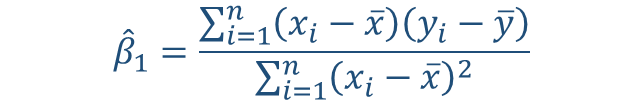 β̂₁ = ∑ⁿᵢ₌₁(xᵢ − x̄)(yᵢ − ȳ) / ∑ⁿᵢ₌₁(xᵢ − x̄)²